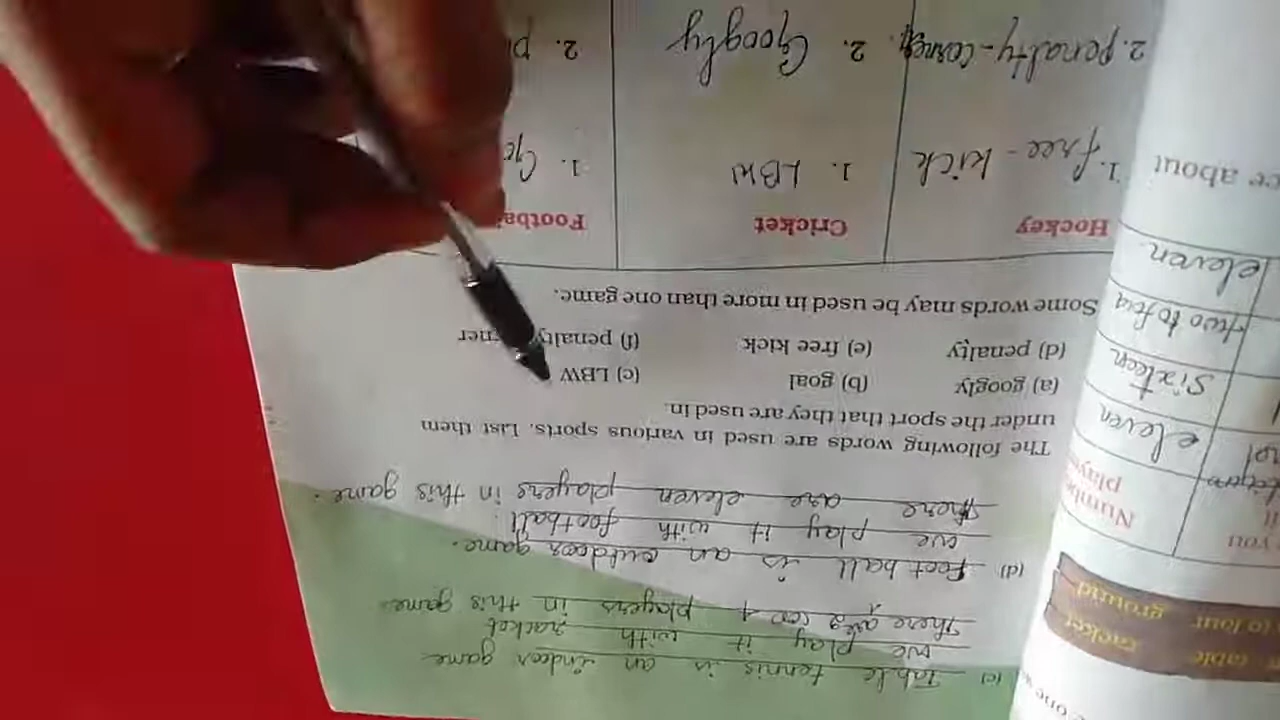 (c) Table tennis is an indoor game
we play it with racket
There are 2 or 4 players in this game.
(d) Foot ball is an outdoor game.
we play it with football
There are eleven players in this game.
The following words are used in various sports. List them
under the sport that they are used in.
(a) googly (b) goal (c) LBW
(d) penalty (e) free kick (f) penalty
Some words may be used in more than one game.
Hockey Cricket
1. free-kick 1. LBW 1.
2. penalty- 2. Googly 2.
you
players
eleven
sixteen
two to four
eleven
to four ground
table racket